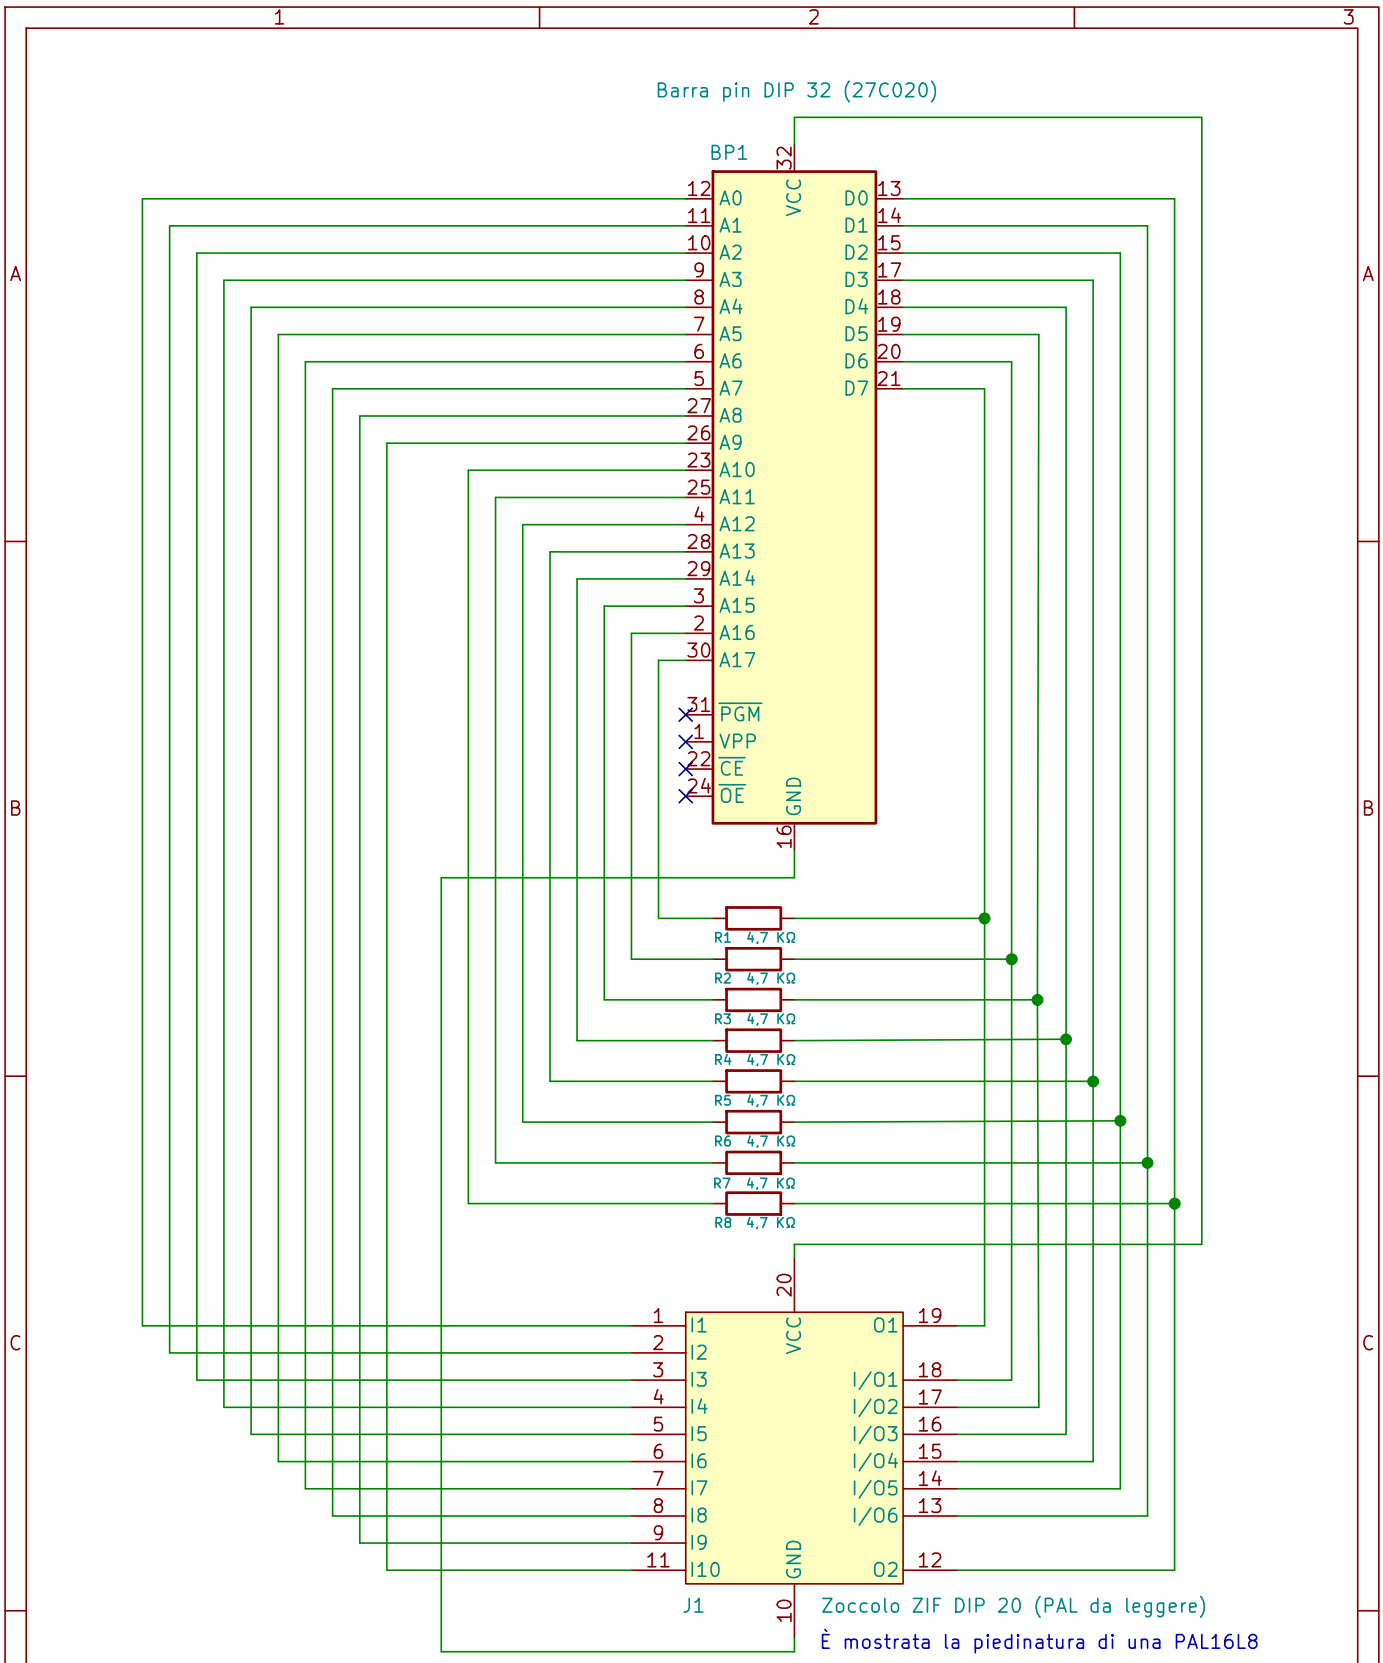 1 2 3
Barra pin DIP 32 (27C020)
BP1
32
VCC
12 A0 D0 13
11 A1 D1 14
10 A2 D2 15
A 9 A3 D3 17 A
8 A4 D4 18
7 A5 D5 19
6 A6 D6 20
5 A7 D7 21
27 A8
26 A9
23 A10
25 A11
4 A12
28 A13
29 A14
3 A15
2 A16
30 A17
31 PGM
1 VPP
22 CE
24 OE
GND
B B
16
R1 4,7 KΩ
R2 4,7 KΩ
R3 4,7 KΩ
R4 4,7 KΩ
R5 4,7 KΩ
R6 4,7 KΩ
R7 4,7 KΩ
R8 4,7 KΩ
20
VCC
1 I1 O1 19
C 2 I2 C
3 I3 I/O1 18
4 I4 I/O2 17
5 I5 I/O3 16
6 I6 I/O4 15
7 I7 I/O5 14
8 I8 I/O6 13
9 I9
11 I10 O2 12
GND
10
J1 Zoccolo ZIF DIP 20 (PAL da leggere)
È mostrata la piedinatura di una PAL16L8